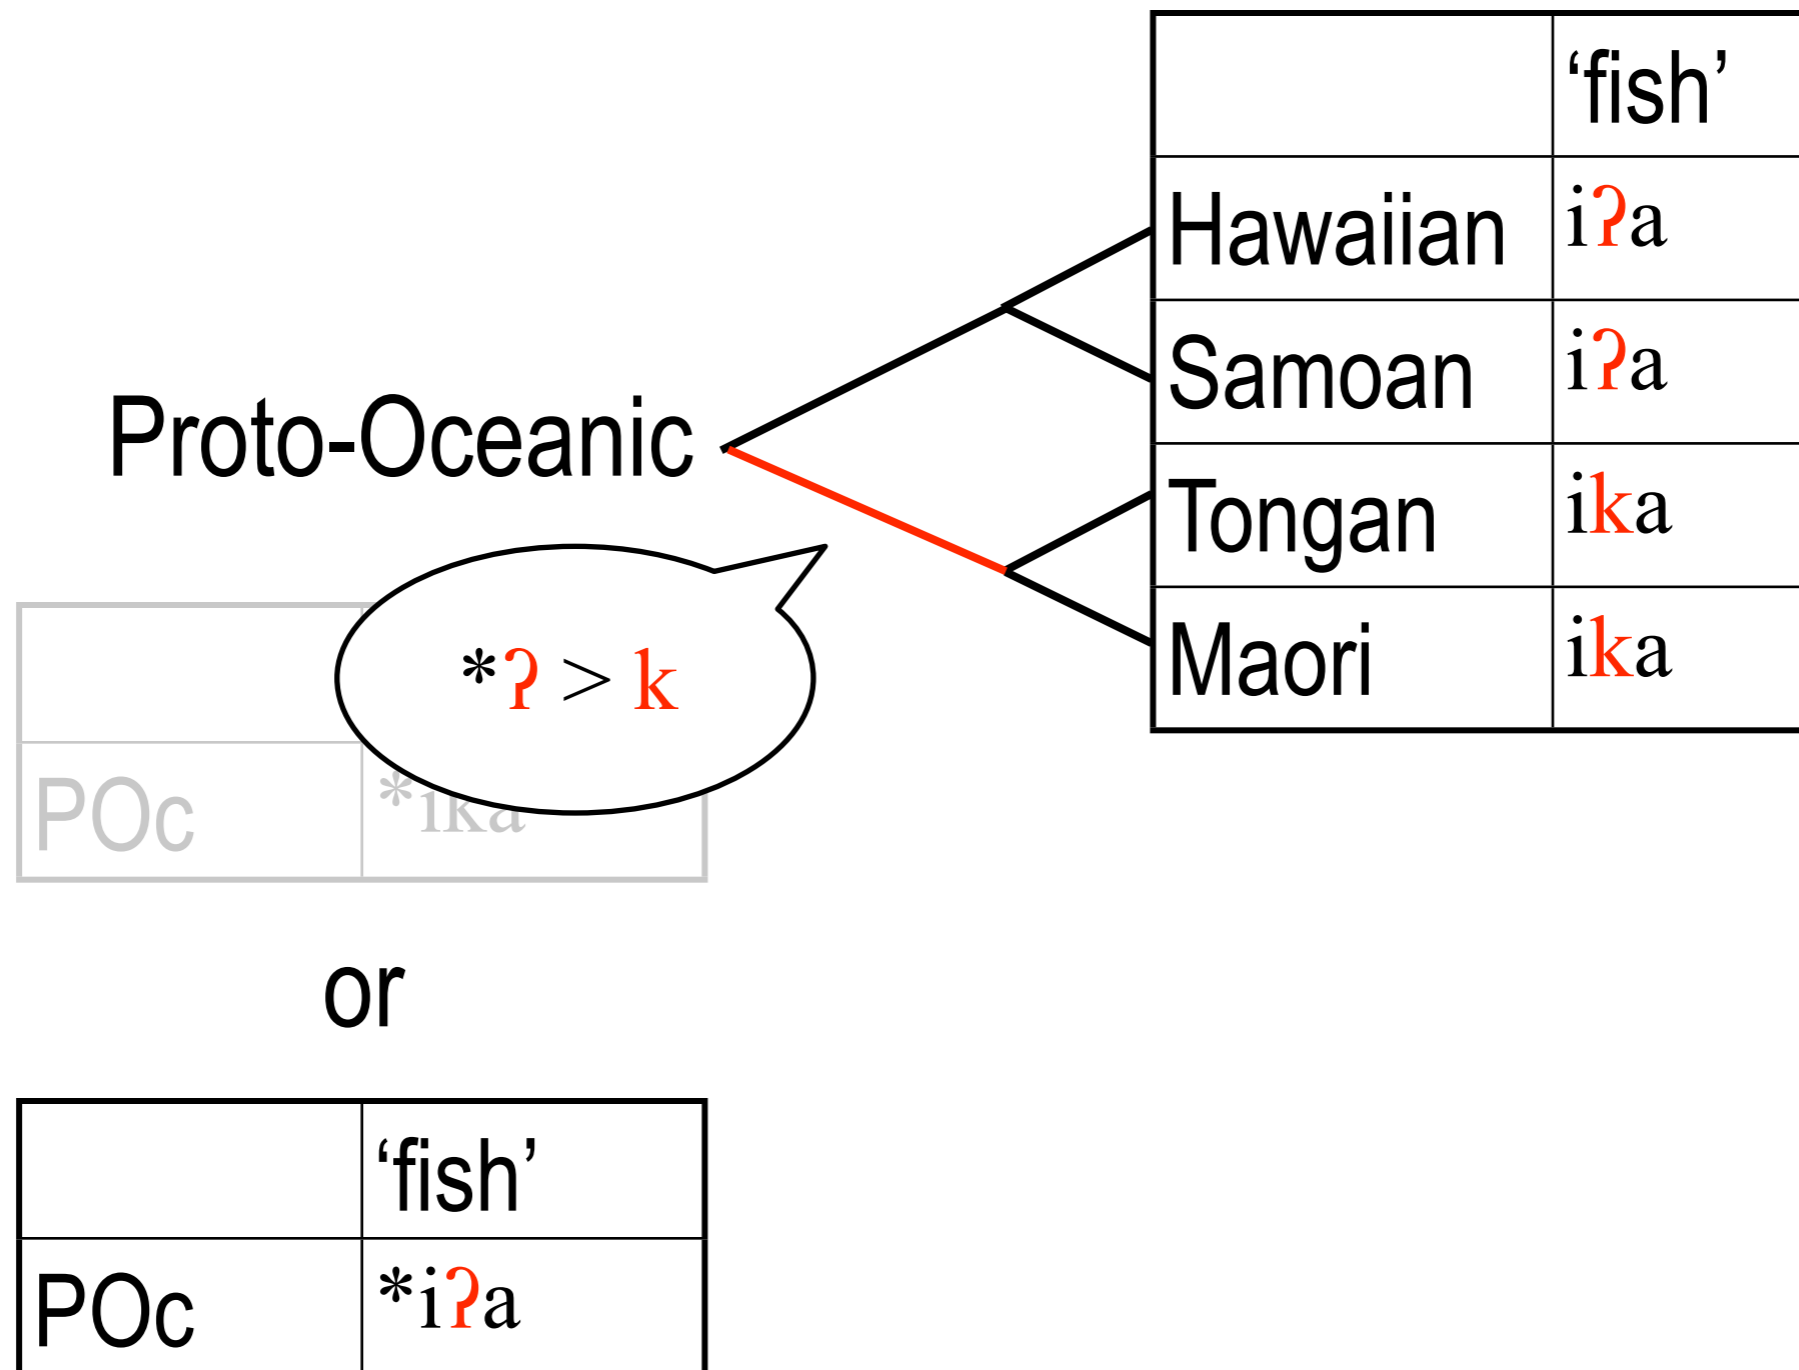 ‘fish’
Hawaiian iʔa
Samoan iʔa
Proto-Oceanic
Tongan ika
Maori ika
*ʔ > k
POc *ika
or
‘fish’
POc *iʔa